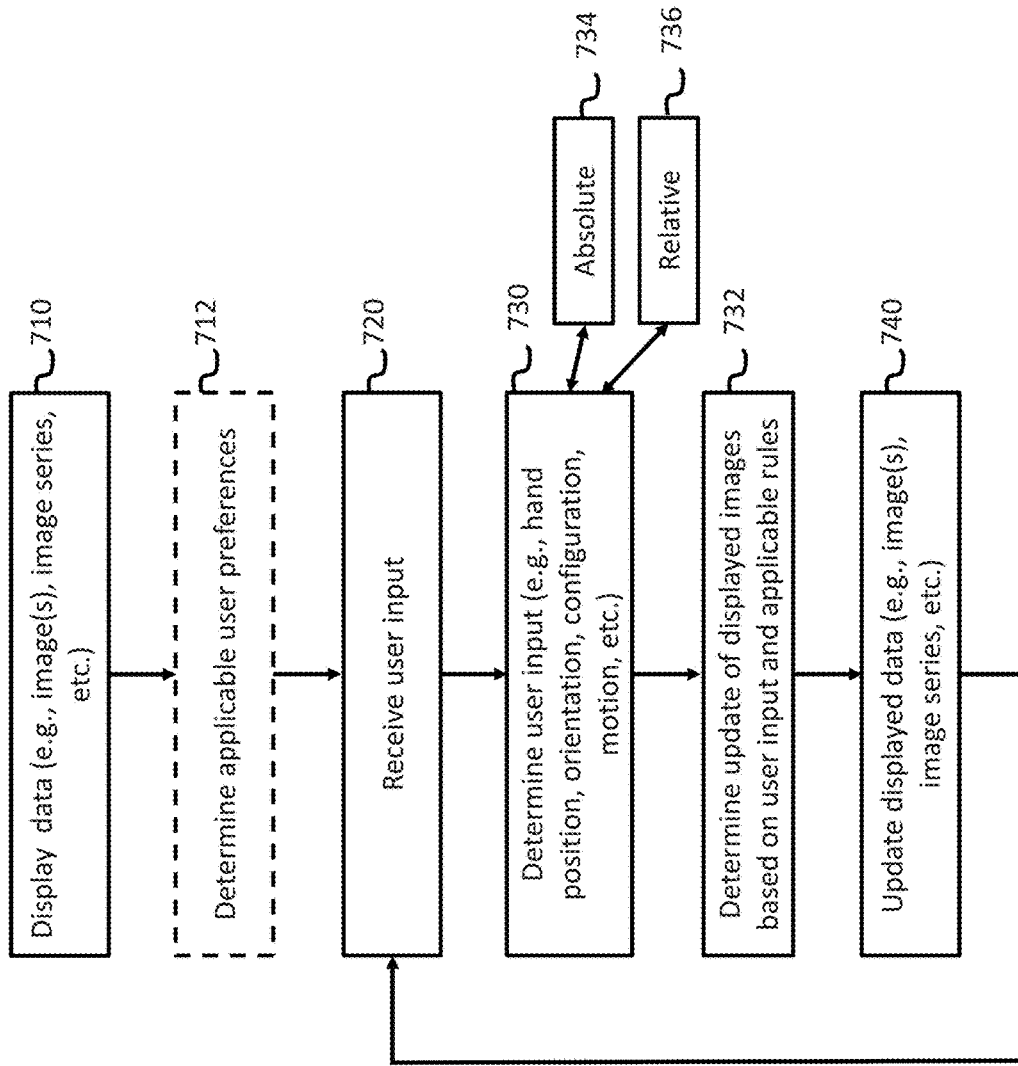 710
Display data (e.g., image(s), image series,
etc.)
712
Determine applicable user preferences
720
Receive user input
730
Determine user input (e.g., hand
position, orientation, configuration,
motion, etc.)
734
Absolute
736
Relative
732
Determine update of displayed images
based on user input and applicable rules
740
Update displayed data (e.g., image(s),
image series, etc.)